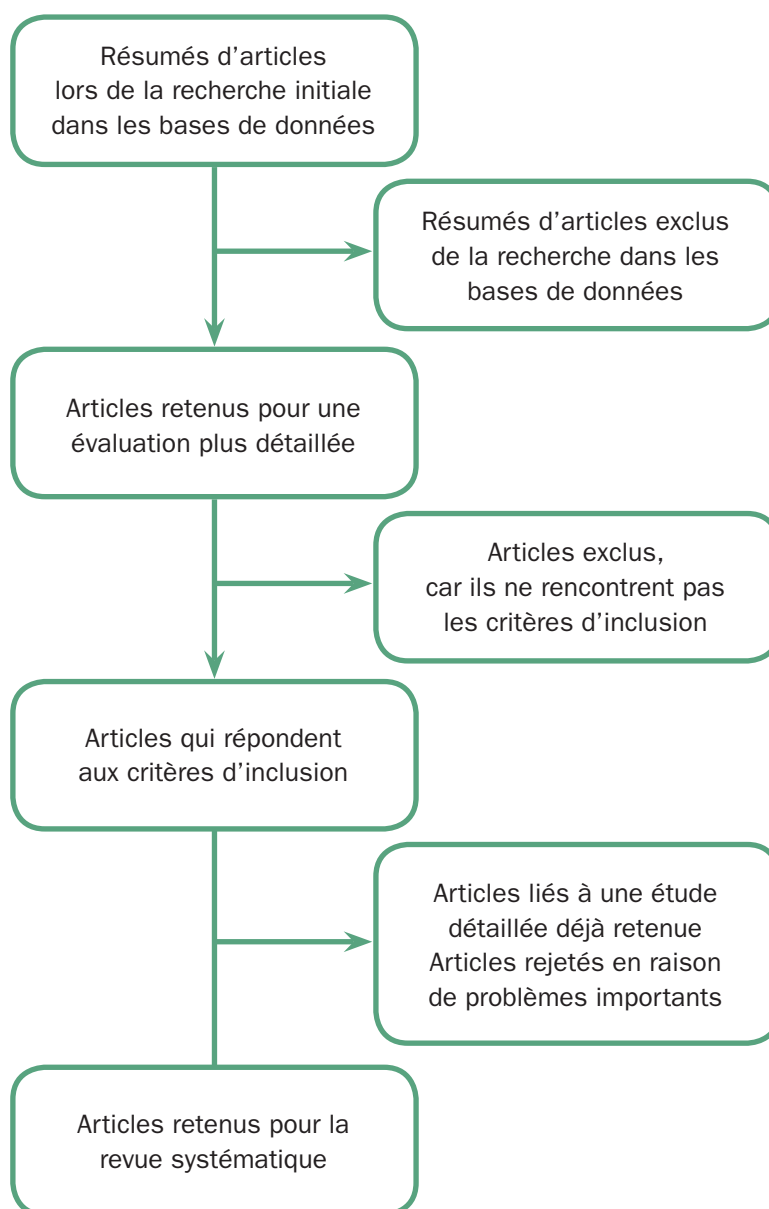 Résumés d’articles
lors de la recherche initiale
dans les bases de données
Résumés d’articles exclus
de la recherche dans les
bases de données
Articles retenus pour une
évaluation plus détaillée
Articles exclus,
car ils ne rencontrent pas
les critères d’inclusion
Articles qui répondent
aux critères d’inclusion
Articles liés à une étude
détaillée déjà retenue
Articles rejetés en raison
de problèmes importants
Articles retenus pour la
revue systématique